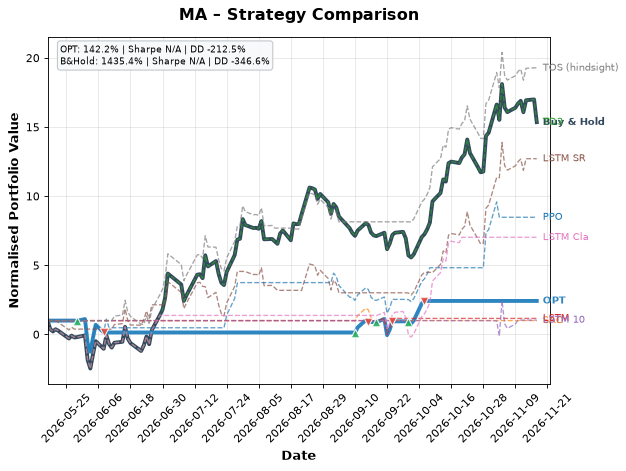 MA – Strategy Comparison
OPT: 142.2% | Sharpe N/A | DD -212.5%
B&Hold: 1435.4% | Sharpe N/A | DD -346.6%
Normalised Portfolio Value
20
15
10
5
0
TOS (hindsight)
Buy & Hold
LSTM SR
PPO
LSTM Cla
OPT
LSTM
LSTM 10
2026-05-25
2026-06-06
2026-06-18
2026-06-30
2026-07-12
2026-07-24
2026-08-05
2026-08-17
2026-08-29
2026-09-10
2026-09-22
2026-10-04
2026-10-16
2026-10-28
2026-11-09
2026-11-21
Date